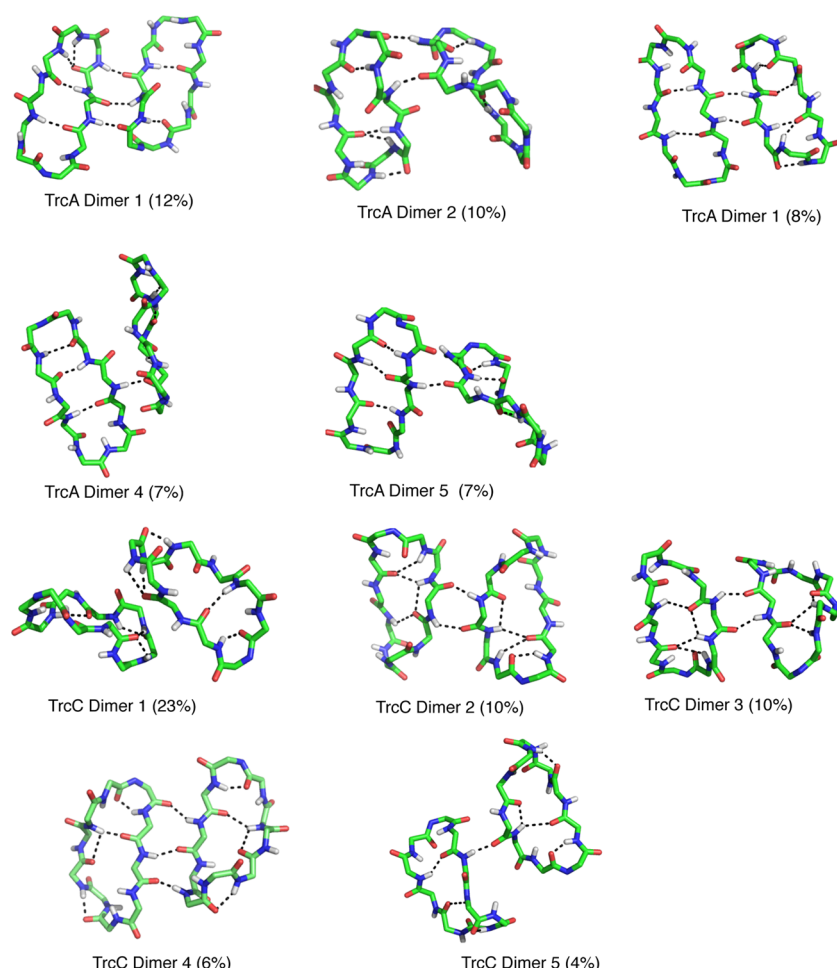 TrcA Dimer 1 (12%)
TrcA Dimer 2 (10%)
TrcA Dimer 1 (8%)
TrcA Dimer 4 (7%)
TrcA Dimer 5  (7%)
TrcC Dimer 1 (23%)
TrcC Dimer 2 (10%)
TrcC Dimer 3 (10%)
TrcC Dimer 4 (6%)
TrcC Dimer 5 (4%)